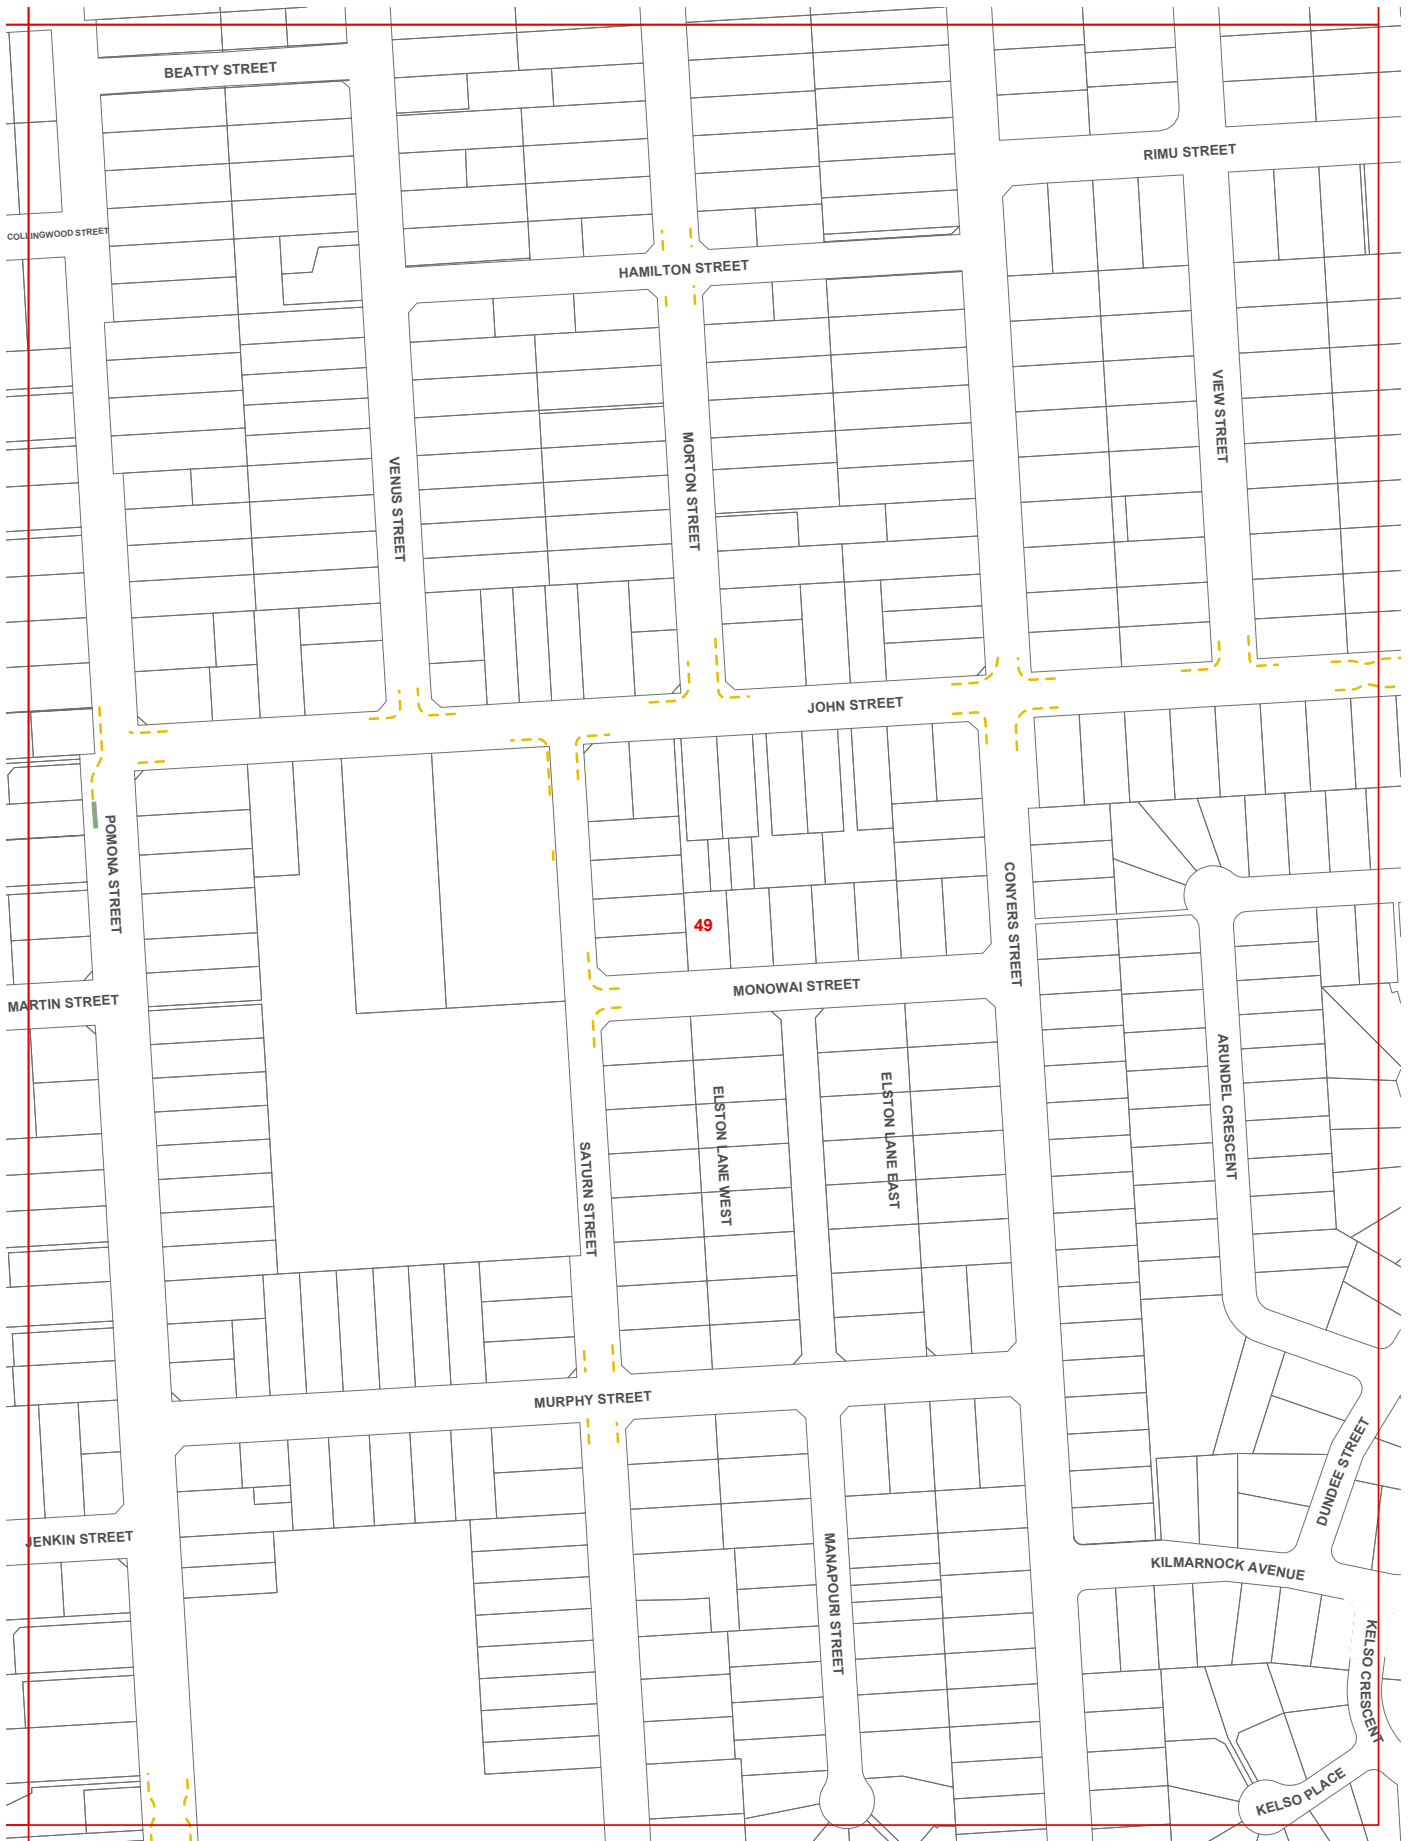 BEATTY STREET
RIMU STREET
COLLINGWOOD STREET
HAMILTON STREET
VIEW STREET
MORTON STREET
VENUS STREET
JOHN STREET
POMONA STREET
CONYERS STREET
49
MONOWAI STREET
MARTIN STREET
ARUNDEL CRESCENT
ELSTON LANE EAST
ELSTON LANE WEST
SATURN STREET
MURPHY STREET
DUNDEE STREET
JENKIN STREET
KILMARNOCK AVENUE
MANAPOURI STREET
KELSO CRESCENT
KELSO PLACE